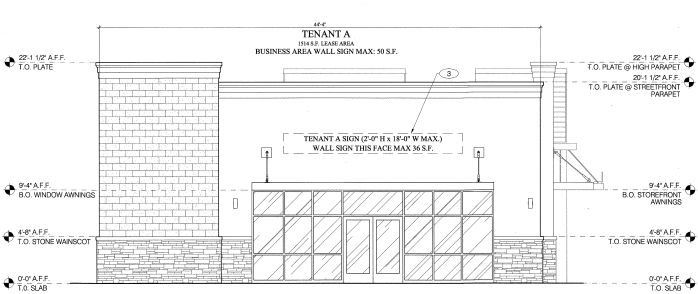 44'-4"
TENANT A
1514 S.F. LEASE AREA
BUSINESS AREA WALL SIGN MAX: 50 S.F.
22'-1 1/2" A.F.F.
T.O. PLATE
22'-1 1/2" A.F.F.
T.O. PLATE @ HIGH PARAPET
20'-1 1/2" A.F.F.
T.O. PLATE @ STREETFRONT
PARAPET
3
TENANT A SIGN (2'-0" H x 18'-0" W MAX.)
WALL SIGN THIS FACE MAX 36 S.F.
9'-4" A.F.F.
B.O. WINDOW AWNINGS
9'-4" A.F.F.
B.O. STOREFRONT
AWNINGS
4'-8" A.F.F.
T.O. STONE WAINSCOT
4'-8" A.F.F.
T.O. STONE WAINSCOT
0'-0" A.F.F.
T.O. SLAB
0'-0" A.F.F.
T.O. SLAB